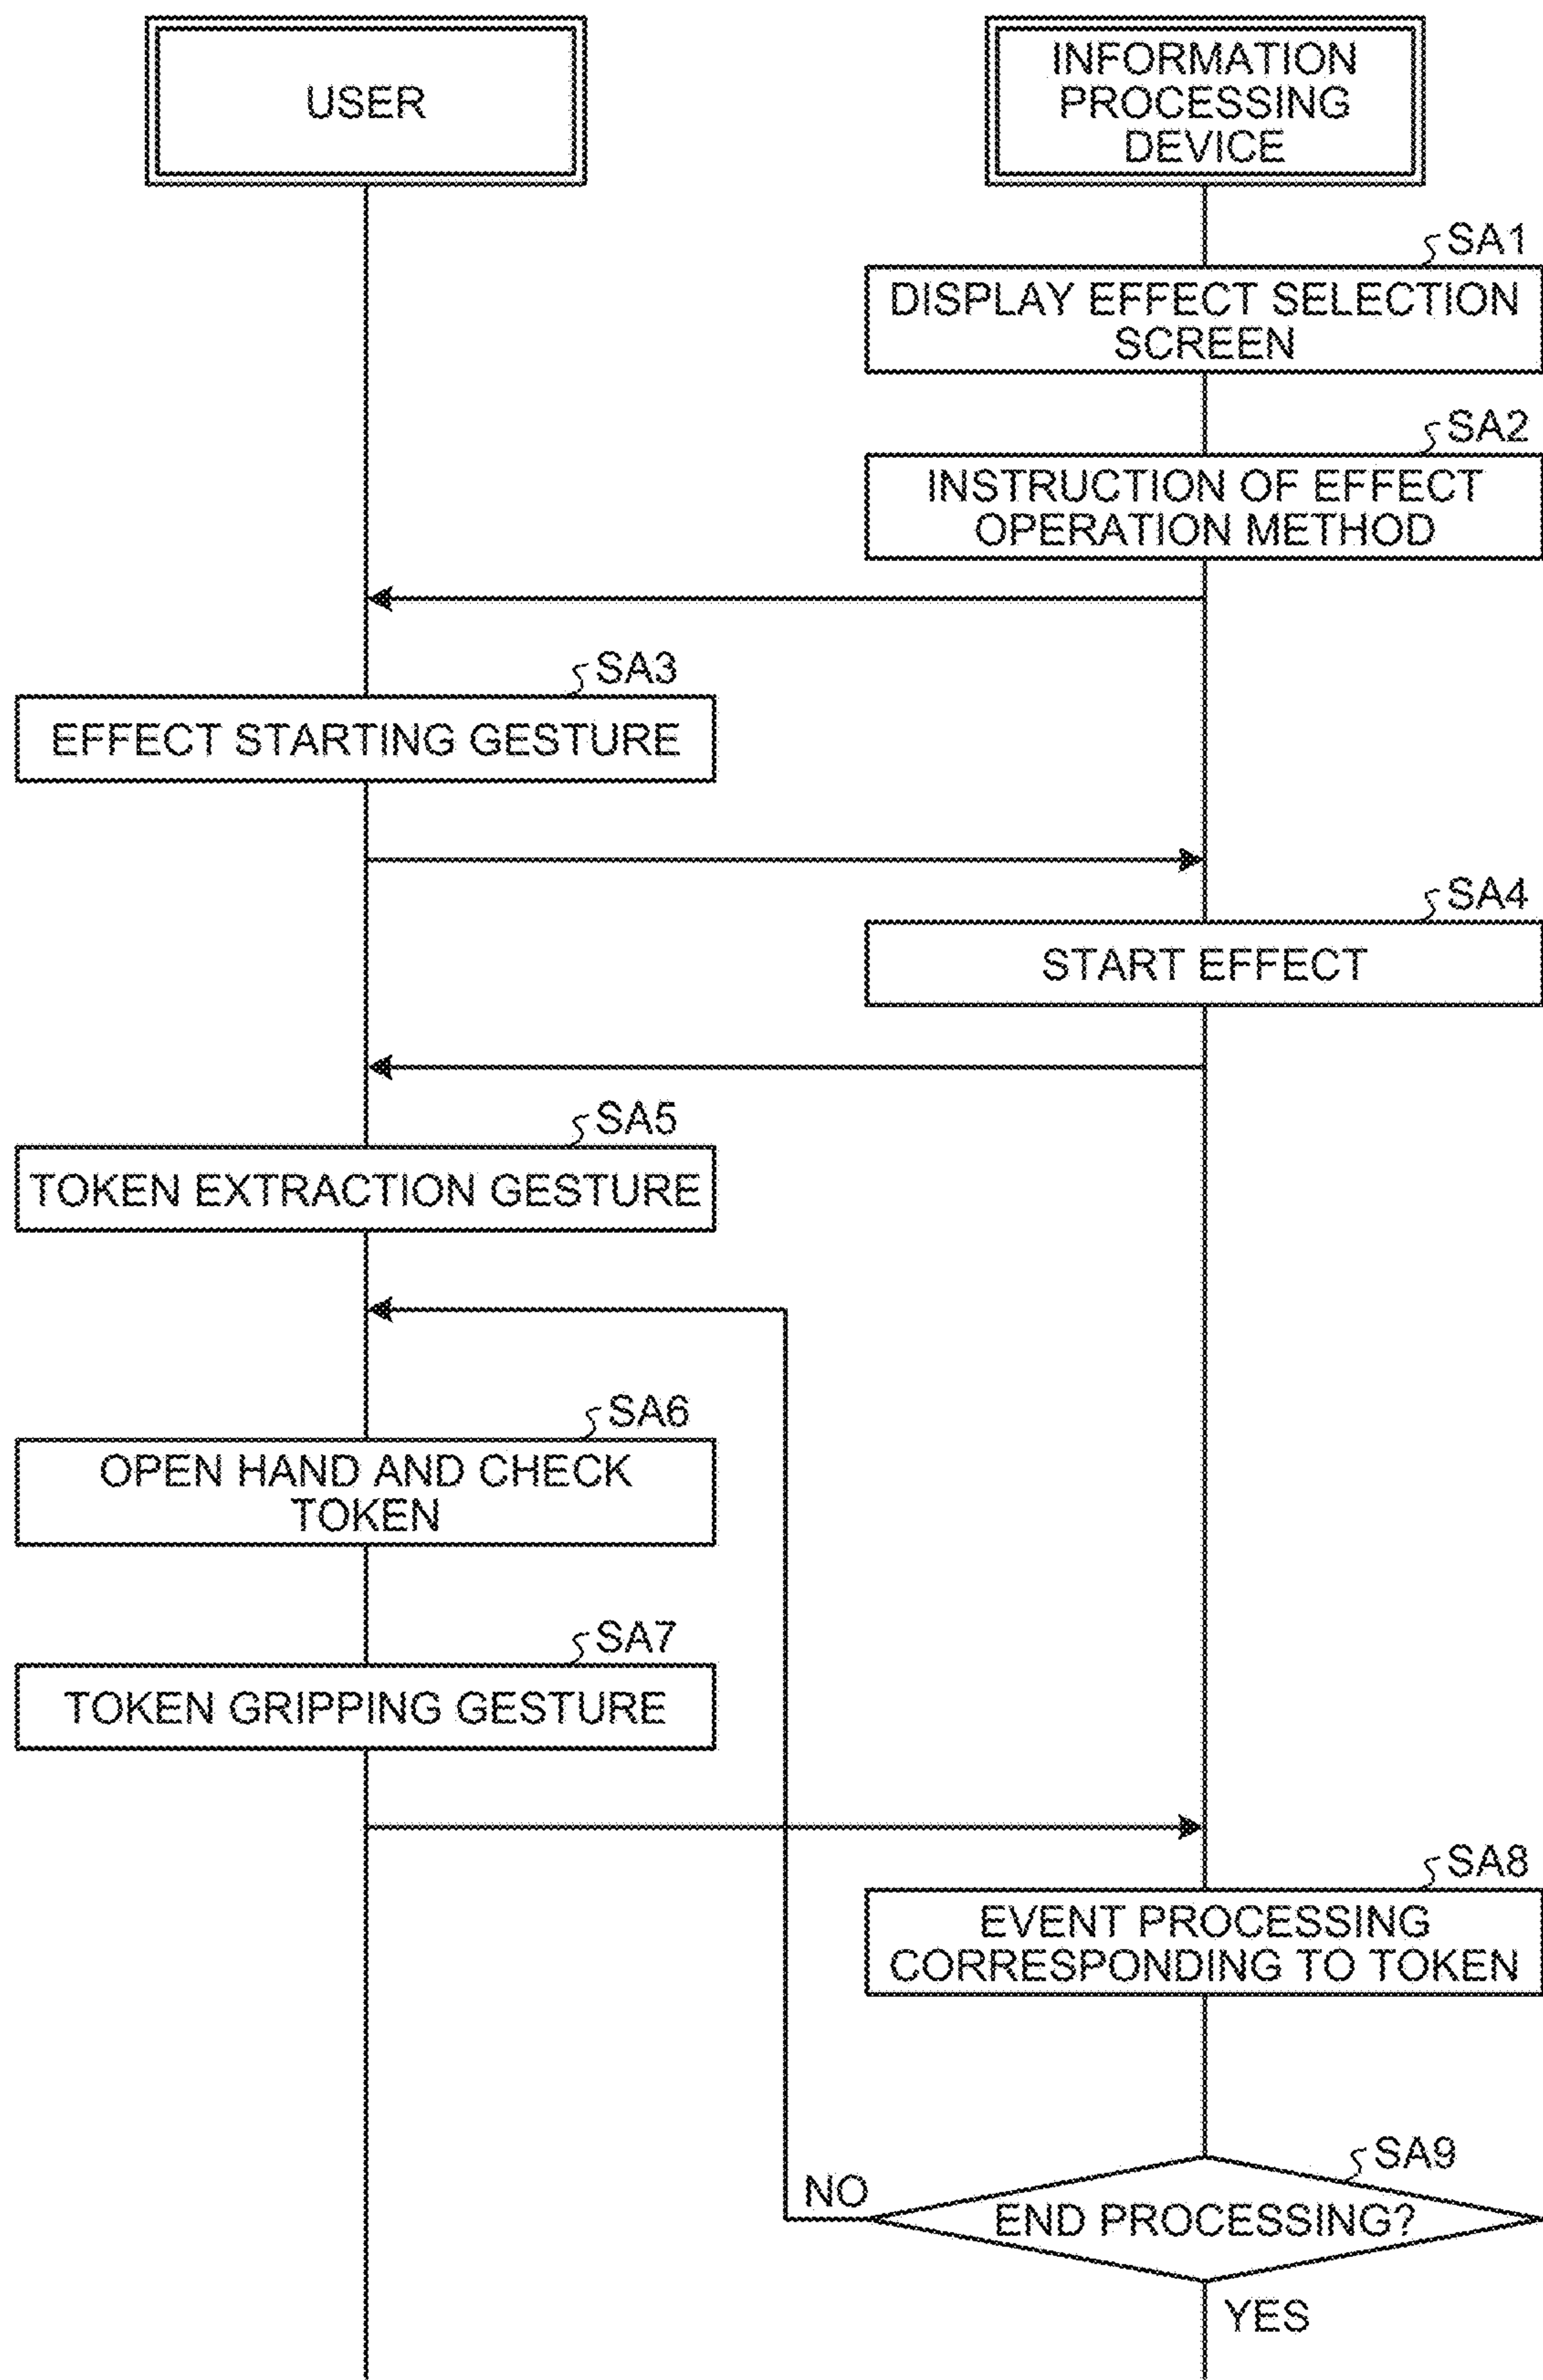 USER
INFORMATION
PROCESSING
DEVICE
SA1
DISPLAY EFFECT SELECTION
SCREEN
SA2
INSTRUCTION OF EFFECT
OPERATION METHOD
SA3
EFFECT STARTING GESTURE
SA4
START EFFECT
SA5
TOKEN EXTRACTION GESTURE
SA6
OPEN HAND AND CHECK
TOKEN
SA7
TOKEN GRIPPING GESTURE
SA8
EVENT PROCESSING
CORRESPONDING TO TOKEN
SA9
NO
END PROCESSING?
YES